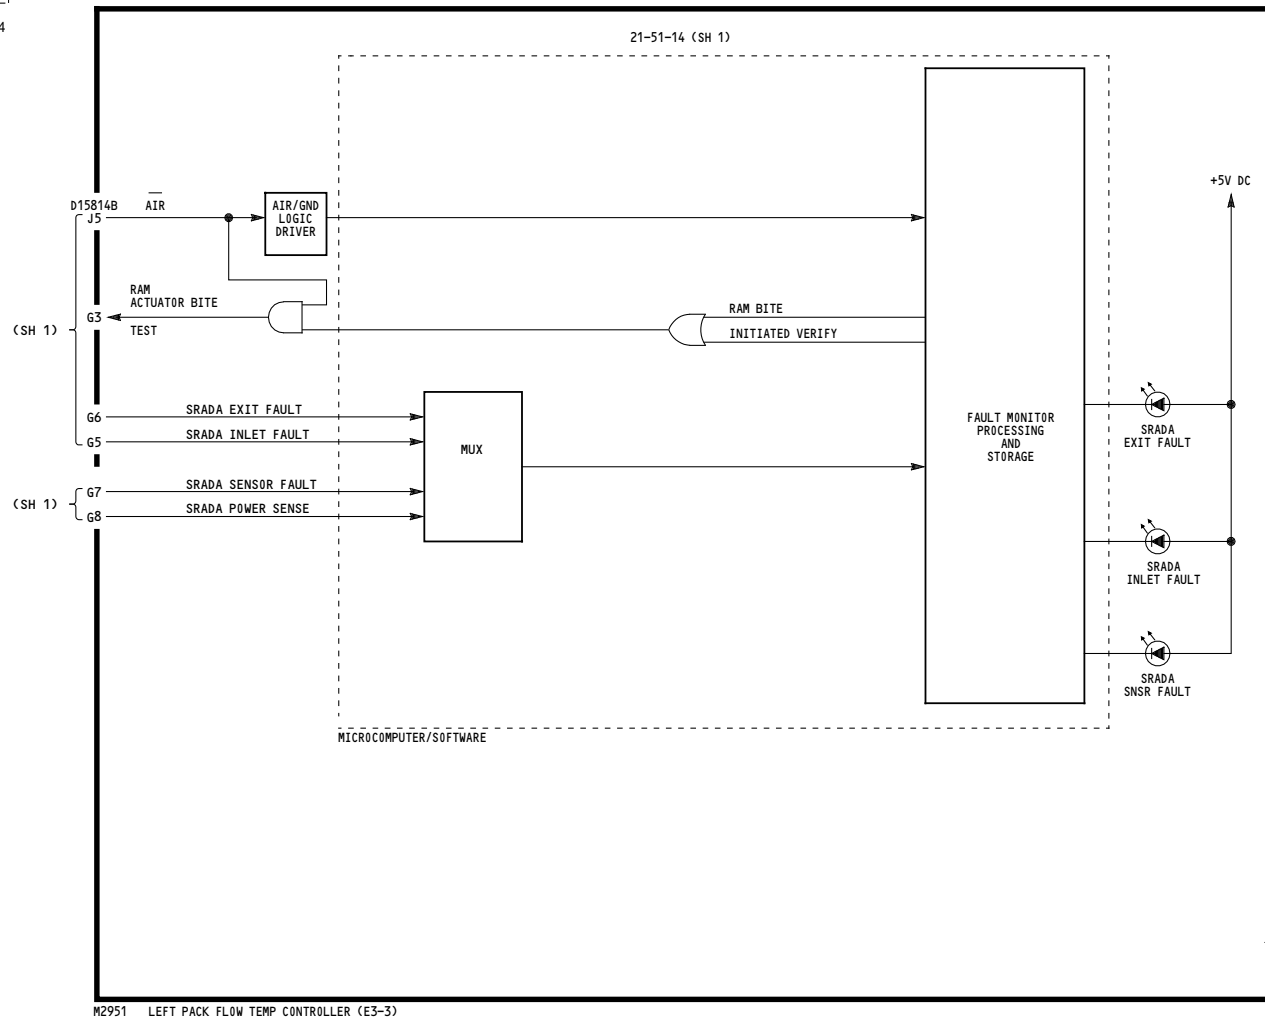 4
21-51-14 (SH 1)
+5V DC
D15814B
AIR
J5
AIR/GND
LOGIC
DRIVER
RAM
ACTUATOR BITE
G3
TEST
(SH 1)
RAM BITE
INITIATED VERIFY
G6
SRADA EXIT FAULT
G5
SRADA INLET FAULT
MUX
FAULT MONITOR
PROCESSING
AND
STORAGE
SRADA
EXIT FAULT
G7
SRADA SENSOR FAULT
(SH 1)
G8
SRADA POWER SENSE
SRADA
INLET FAULT
SRADA
SNSR FAULT
MICROCOMPUTER/SOFTWARE
M2951 LEFT PACK FLOW TEMP CONTROLLER (E3-3)